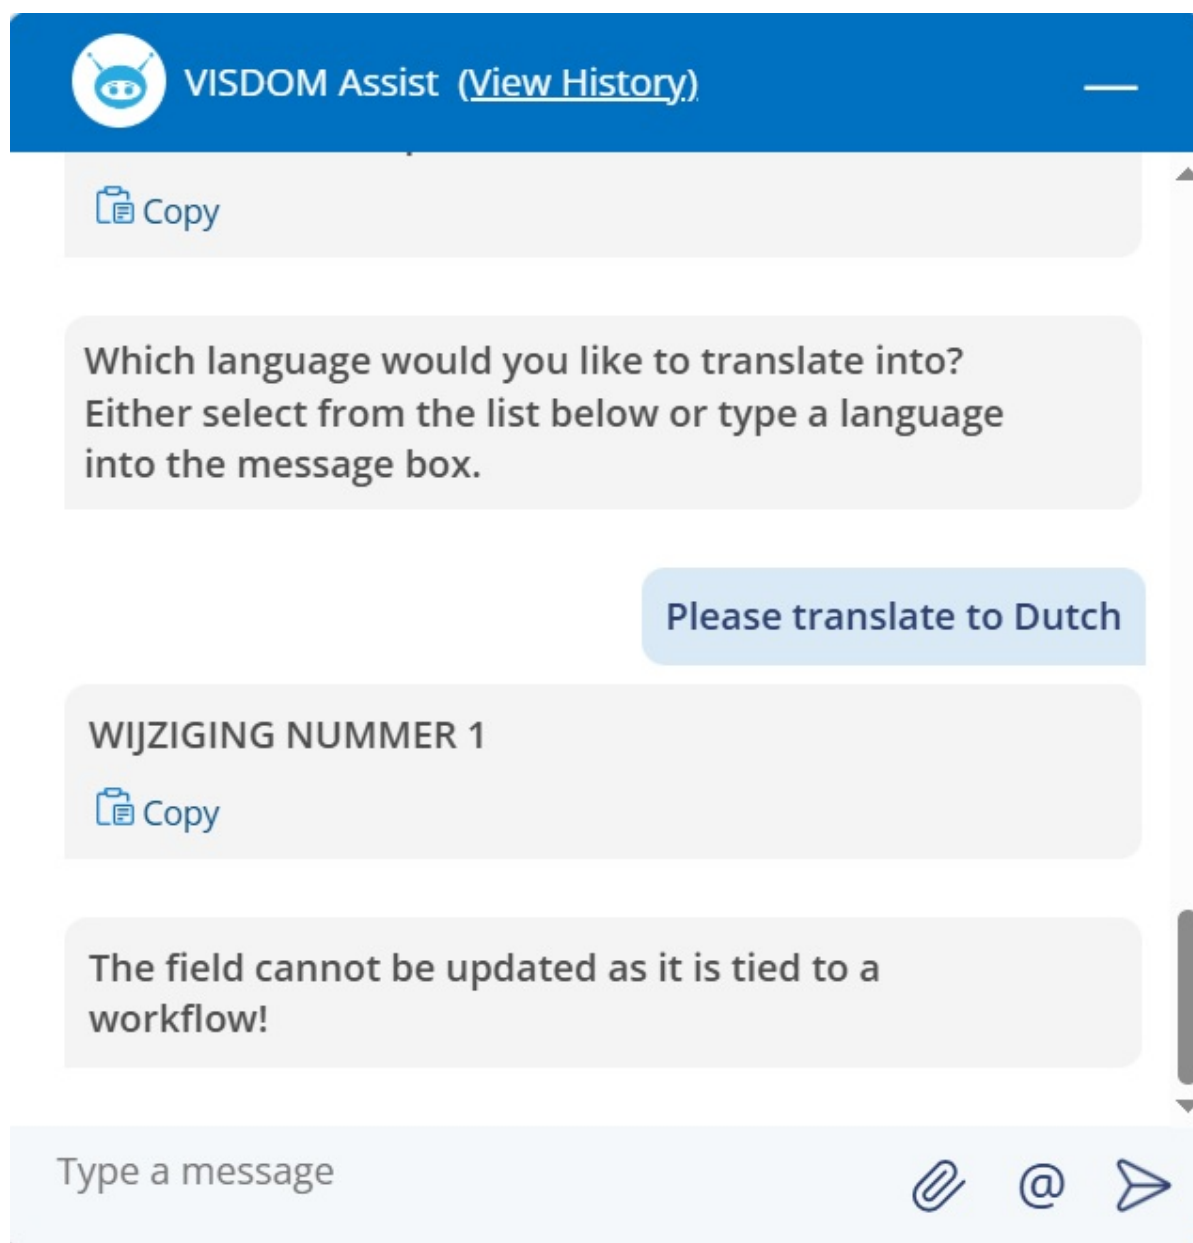 VISDOM Assist (View History)
Copy
Which language would you like to translate into?
Either select from the list below or type a language
into the message box.
Please translate to Dutch
WIJZIGING NUMMER 1
Copy
The field cannot be updated as it is tied to a
workflow!
Type a message
@